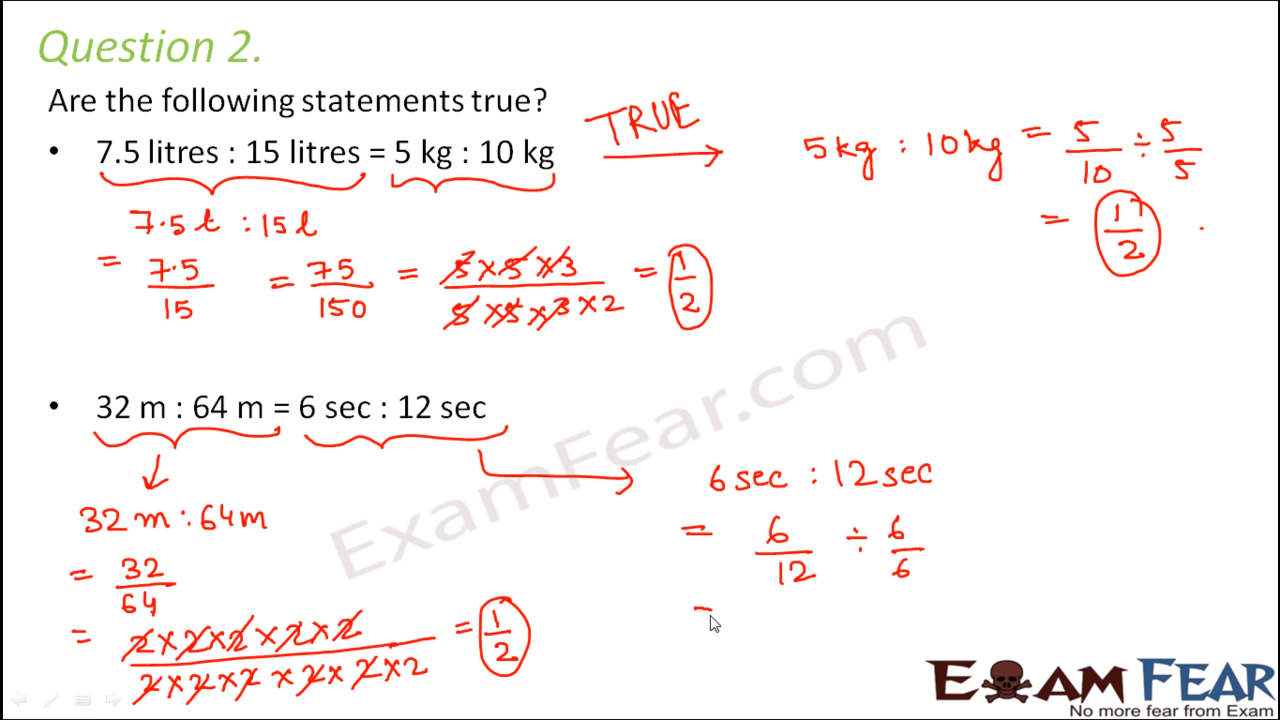 Question 2.
Are the following statements true?
• 7.5 litres : 15 litres = 5 kg : 10 kg
TRUE
7.5 l : 15 l
= 7.5/15 = 75/150 = 5×5×3/5×5×3×2 = 1/2
5kg : 10kg = 5/10 ÷ 5/5
= 1/2
• 32 m : 64 m = 6 sec : 12 sec
32 m : 64 m
= 32/64
= 2×2×2×2×2/2×2×2×2×2×2 = 1/2
6 sec : 12 sec
= 6/12 ÷ 6/6
=
ExamFear.com
EXAM FEAR
No more fear from Exam